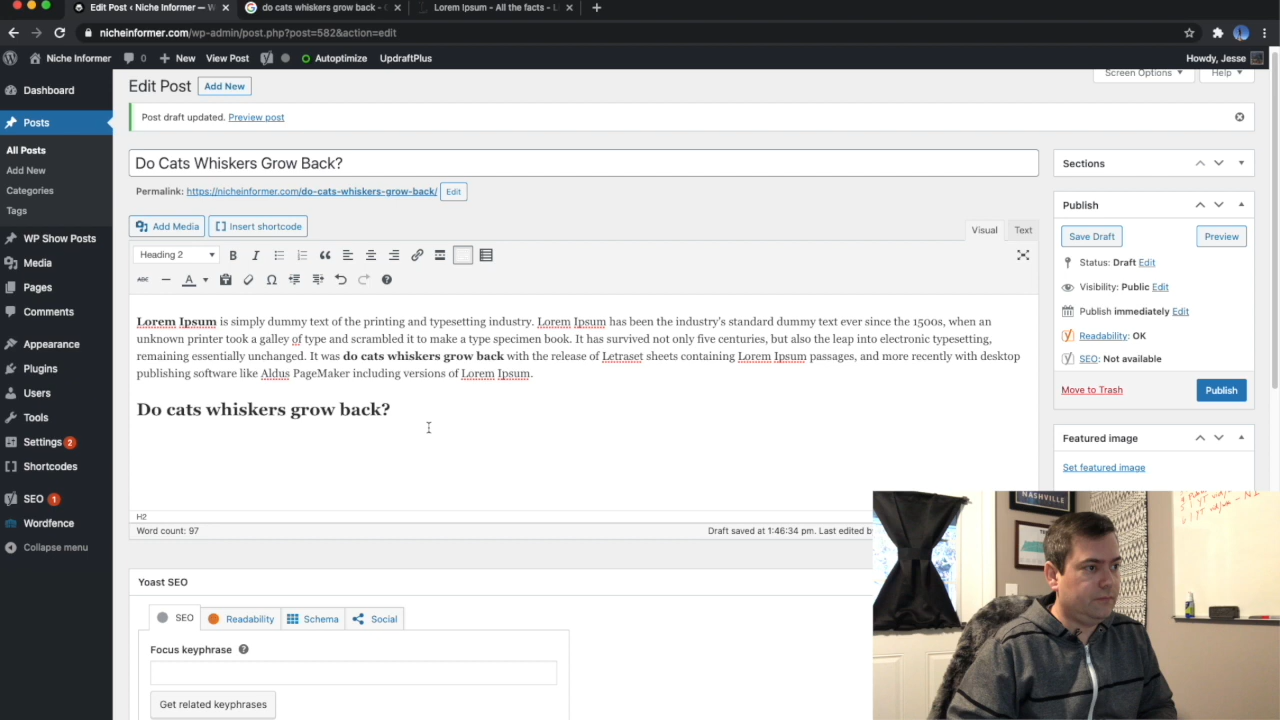 Edit Post ‹ Niche Informer — W
do cats whiskers grow back -
Lorem Ipsum - All the facts - L
nicheinformer.com/wp-admin/post.php?post=582&action=edit
Niche Informer 0 New View Post Autoptimize UpdraftPlus Howdy, Jesse
Dashboard
Posts
All Posts
Add New
Categories
Tags
WP Show Posts
Media
Pages
Comments
Appearance
Plugins
Users
Tools
Settings 2
Shortcodes
SEO 1
Wordfence
Collapse menu
Screen Options Help
Edit Post Add New
Post draft updated. Preview post
Do Cats Whiskers Grow Back?
Permalink: https://nicheinformer.com/do-cats-whiskers-grow-back/ Edit
Add Media Insert shortcode
Visual Text
Heading 2 B I
ABC A
Lorem Ipsum is simply dummy text of the printing and typesetting industry. Lorem Ipsum has been the industry's standard dummy text ever since the 1500s, when an
unknown printer took a galley of type and scrambled it to make a type specimen book. It has survived not only five centuries, but also the leap into electronic typesetting,
remaining essentially unchanged. It was do cats whiskers grow back with the release of Letraset sheets containing Lorem Ipsum passages, and more recently with desktop
publishing software like Aldus PageMaker including versions of Lorem Ipsum.
Do cats whiskers grow back?
H2
Word count: 97
Draft saved at 1:46:34 pm. Last edited by
Yoast SEO
SEO Readability Schema Social
Focus keyphrase
Get related keyphrases
Sections
Publish
Save Draft Preview
Status: Draft Edit
Visibility: Public Edit
Publish immediately Edit
Readability: OK
SEO: Not available
Move to Trash Publish
Featured image
Set featured image
NASHVILLE